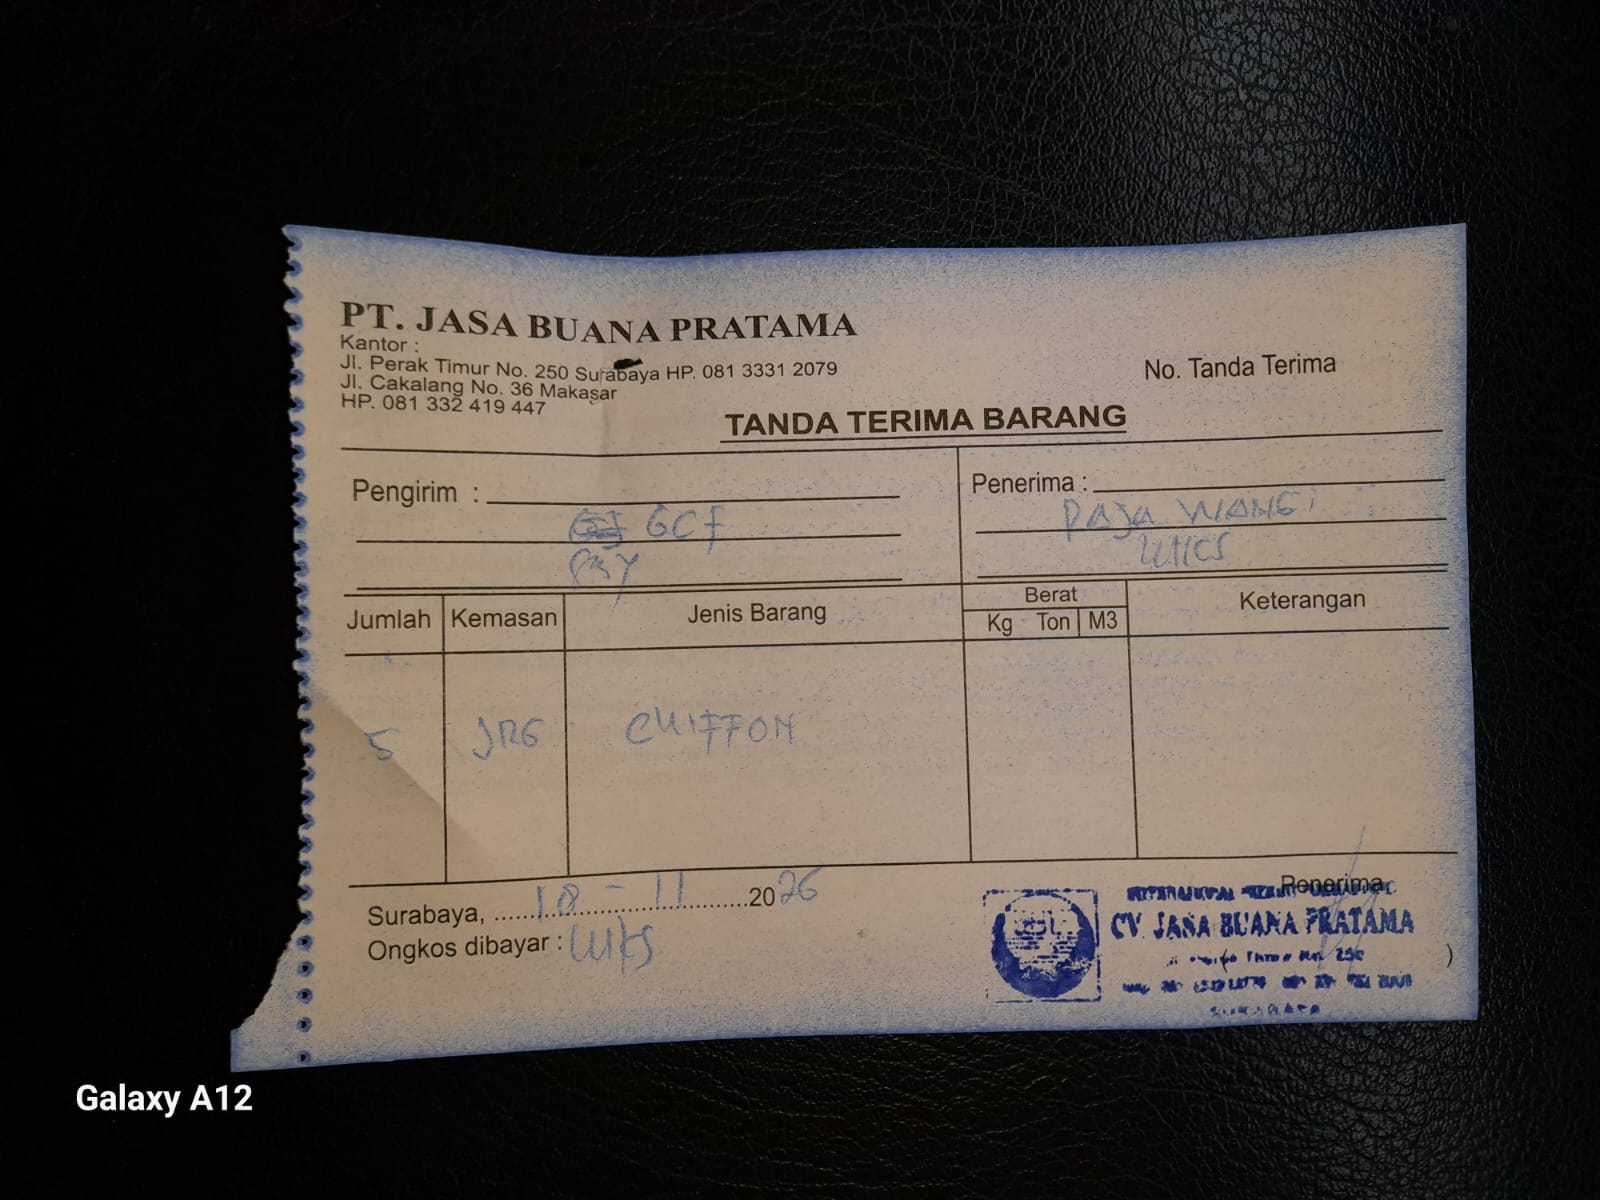 PT. JASA BUANA PRATAMA
Kantor :
Jl. Perak Timur No. 250 Surabaya HP. 081 3331 2079
Jl. Cakalang No. 36 Makasar
HP. 081 332 419 447
No. Tanda Terima
TANDA TERIMA BARANG
Pengirim :
GCF
Penerima :
RAJA WANGI
UTKS
Jumlah Kemasan Jenis Barang Berat Keterangan
Kg Ton M3
5 JRG CHIFFON
Surabaya, 18 - 11 2026
Ongkos dibayar :
Penerima
CV. JASA BUANA PRATAMA
)
Galaxy A12